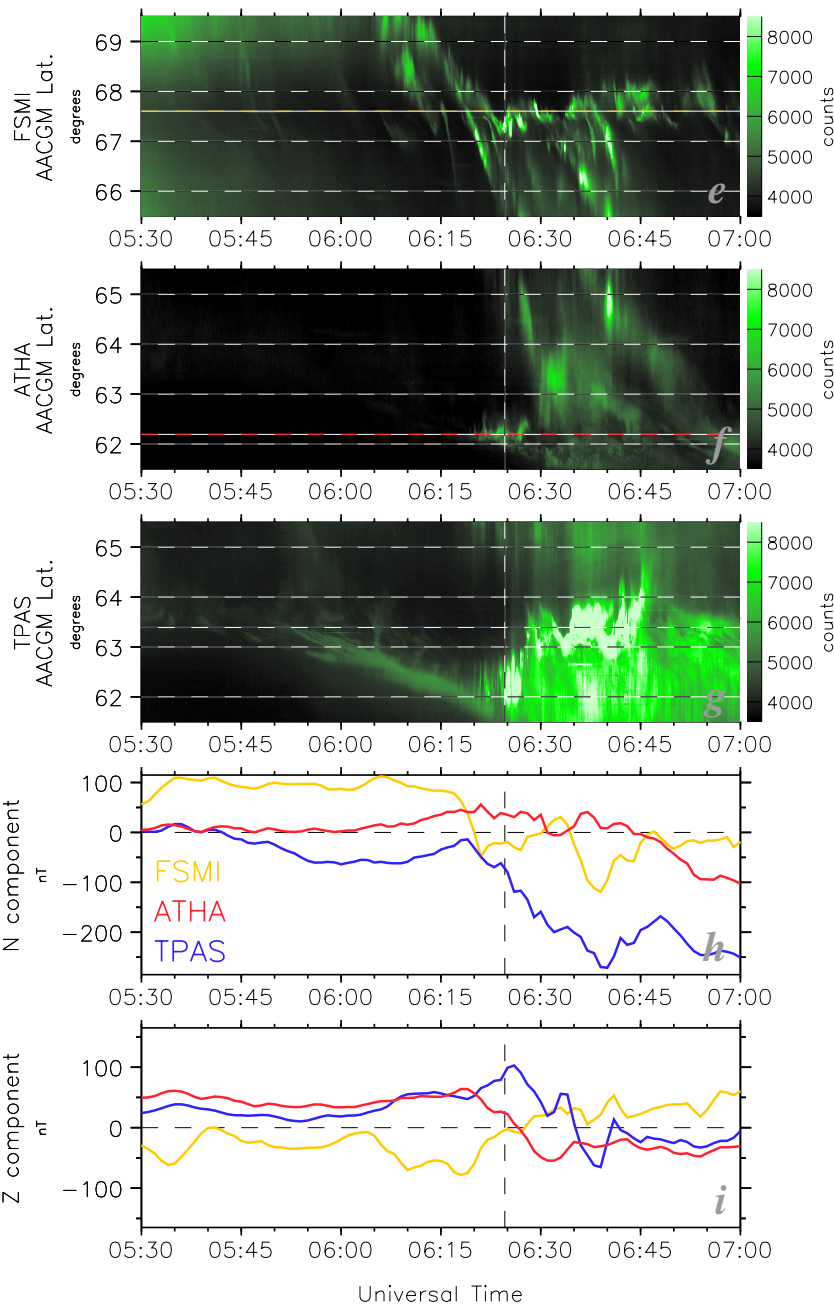 FSMI
AACGM Lat.
degrees
69
68
67
66
8000
7000
6000
5000
4000
counts
e
05:30 05:45 06:00 06:15 06:30 06:45 07:00
ATHA
AACGM Lat.
degrees
65
64
63
62
8000
7000
6000
5000
4000
counts
f
05:30 05:45 06:00 06:15 06:30 06:45 07:00
TPAS
AACGM Lat.
degrees
65
64
63
62
8000
7000
6000
5000
4000
counts
g
05:30 05:45 06:00 06:15 06:30 06:45 07:00
N component
nT
100
0
−100
−200
FSMI
ATHA
TPAS
h
05:30 05:45 06:00 06:15 06:30 06:45 07:00
Z component
nT
100
0
−100
i
05:30 05:45 06:00 06:15 06:30 06:45 07:00
Universal Time